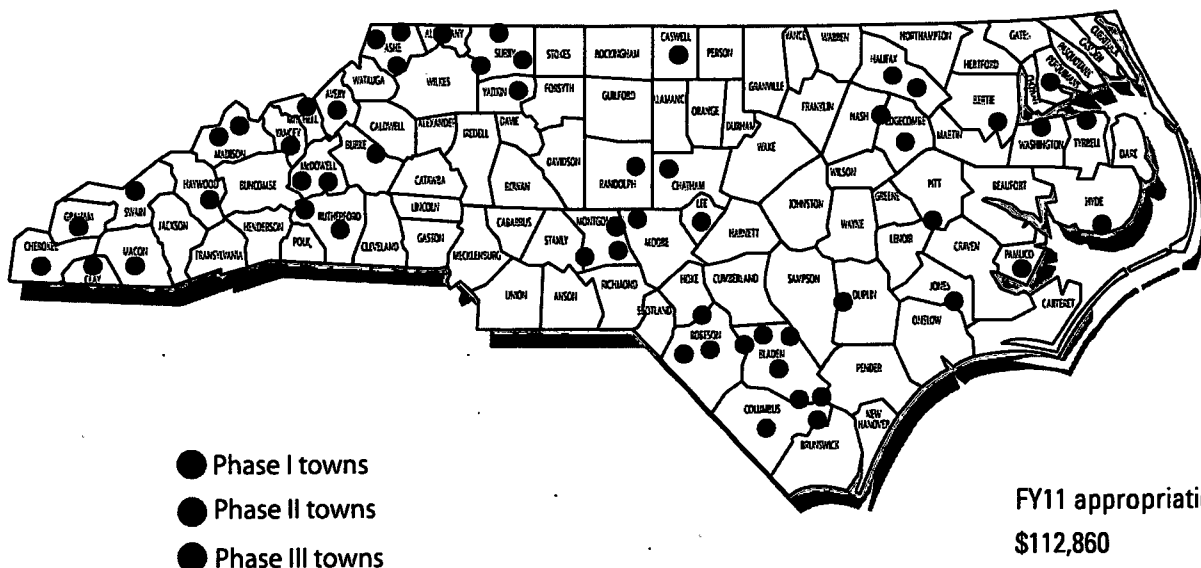 ASHE
SURRY
STOKES
ROCKINGHAM
CASWELL
PERSON
VANCE
WARREN
NORTHAMPTON
GATES
HALIFAX
HERTFORD
WATAUGA
WILKES
YADKIN
FORSYTH
GUILFORD
ORANGE
DURHAM
GRANVILLE
FRANKLIN
NASH
EDGECOMBE
BERTIE
MARTIN
WASHINGTON
TYRRELL
DARE
AVERY
CALDWELL
ALEXANDER
IREDELL
DAVIE
DAVIDSON
RANDOLPH
CHATHAM
WAKE
WILSON
PITT
BEAUFORT
HYDE
MADISON
YANCEY
BURKE
CATAWBA
ROWAN
MCDOWELL
HAYWOOD
BUNCOMBE
RUTHERFORD
LINCOLN
GASTON
CLEVELAND
CABARRUS
STANLY
MOORE
LEE
HARNETT
JOHNSTON
WAYNE
GREENE
LENOIR
CRAVEN
PAMLICO
GRAHAM
SWAIN
JACKSON
HENDERSON
POLK
TRANSYLVANIA
CHEROKEE
MACON
CLAY
MECKLENBURG
UNION
ANSON
RICHMOND
SCOTLAND
HOKE
CUMBERLAND
SAMPSON
DUPLIN
JONES
ONSLOW
CARTERET
ROBESON
BLADEN
PENDER
COLUMBUS
NEW
HANOVER
BRUNSWICK
Phase I towns
Phase II towns
Phase III towns
FY11 appropriati
$112,860